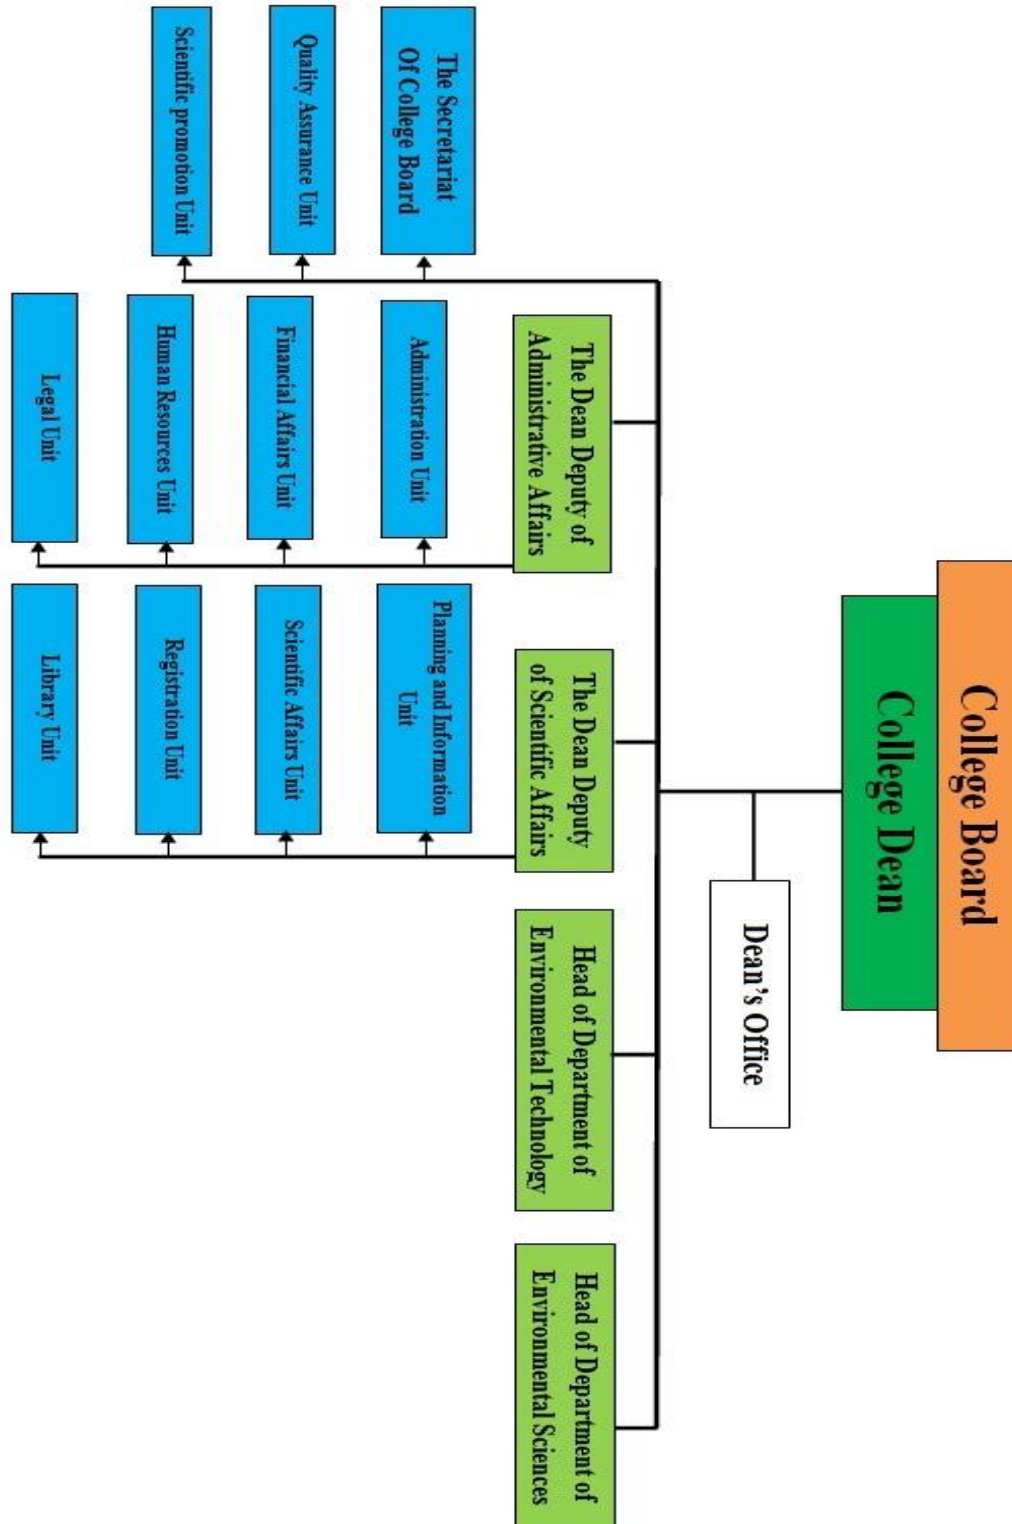 College Board
College Dean
Dean's Office
The Secretariat
Of College Board
Quality Assurance Unit
Scientific promotion Unit
The Dean Deputy of
Administrative Affairs
Administration Unit
Financial Affairs Unit
Human Resources Unit
Legal Unit
The Dean Deputy
of Scientific Affairs
Planning and Information
Unit
Scientific Affairs Unit
Registration Unit
Library Unit
Head of Department of
Environmental Technology
Head of Department of
Environmental Sciences